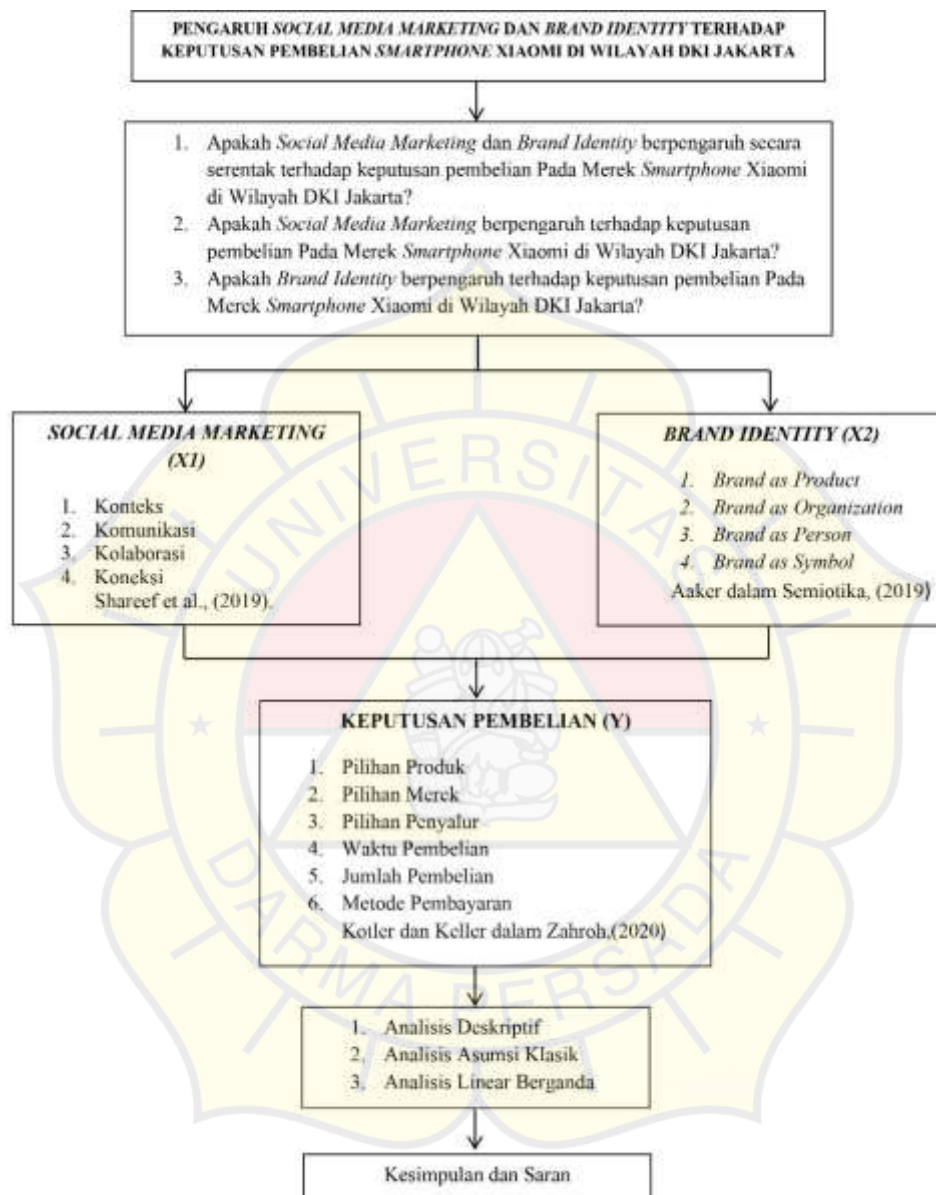 PENGARUH SOCIAL MEDIA MARKETING DAN BRAND IDENTITY TERHADAP
KEPUTUSAN PEMBELIAN SMARTPHONE XIAOMI DI WILAYAH DKI JAKARTA
1. Apakah Social Media Marketing dan Brand Identity berpengaruh secara
serentak terhadap keputusan pembelian Pada Merek Smartphone Xiaomi
di Wilayah DKI Jakarta?
2. Apakah Social Media Marketing berpengaruh terhadap keputusan
pembelian Pada Merek Smartphone Xiaomi di Wilayah DKI Jakarta?
3. Apakah Brand Identity berpengaruh terhadap keputusan pembelian Pada
Merek Smartphone Xiaomi di Wilayah DKI Jakarta?
SOCIAL MEDIA MARKETING
(X1)
1. Konteks
2. Komunikasi
3. Kolaborasi
4. Koneksi
Shareef et al., (2019).
BRAND IDENTITY (X2)
1. Brand as Product
2. Brand as Organization
3. Brand as Person
4. Brand as Symbol
Aaker dalam Semiotika, (2019)
KEPUTUSAN PEMBELIAN (Y)
1. Pilihan Produk
2. Pilihan Merek
3. Pilihan Penyalur
4. Waktu Pembelian
5. Jumlah Pembelian
6. Metode Pembayaran
Kotler dan Keller dalam Zahroh,(2020)
1. Analisis Deskriptif
2. Analisis Asumsi Klasik
3. Analisis Linear Berganda
Kesimpulan dan Saran
UNIVERSITAS
DARMA PERSADA